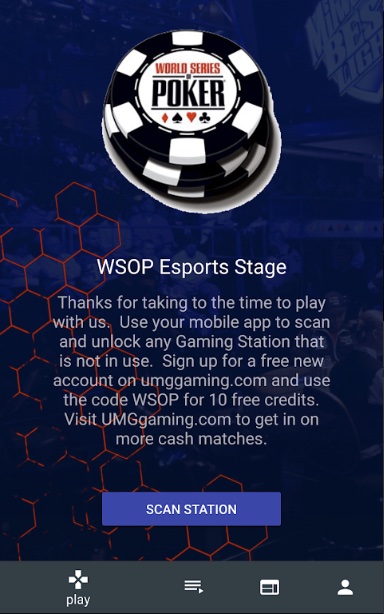 WORLD SERIES
OF
POKER
WSOP Esports Stage
Thanks for taking to the time to play
with us. Use your mobile app to scan
and unlock any Gaming Station that
is not in use. Sign up for a free new
account on umggaming.com and use
the code WSOP for 10 free credits.
Visit UMGgaming.com to get in on
more cash matches.
SCAN STATION
play